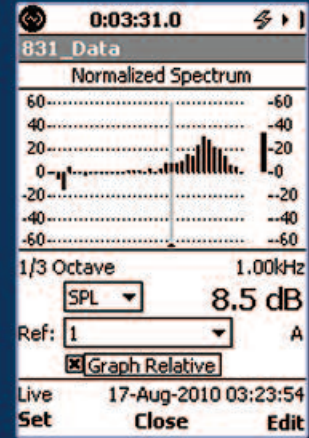 0:03:31.0
831_Data
Normalized Spectrum
60 -60
40 -40
20 -20
0 -0
-20 --20
-40 --40
-60 --60
1/3 Octave 1.00kHz
SPL 8.5 dB
Ref: 1 A
Graph Relative
Live 17-Aug-2010 03:23:54
Set Close Edit